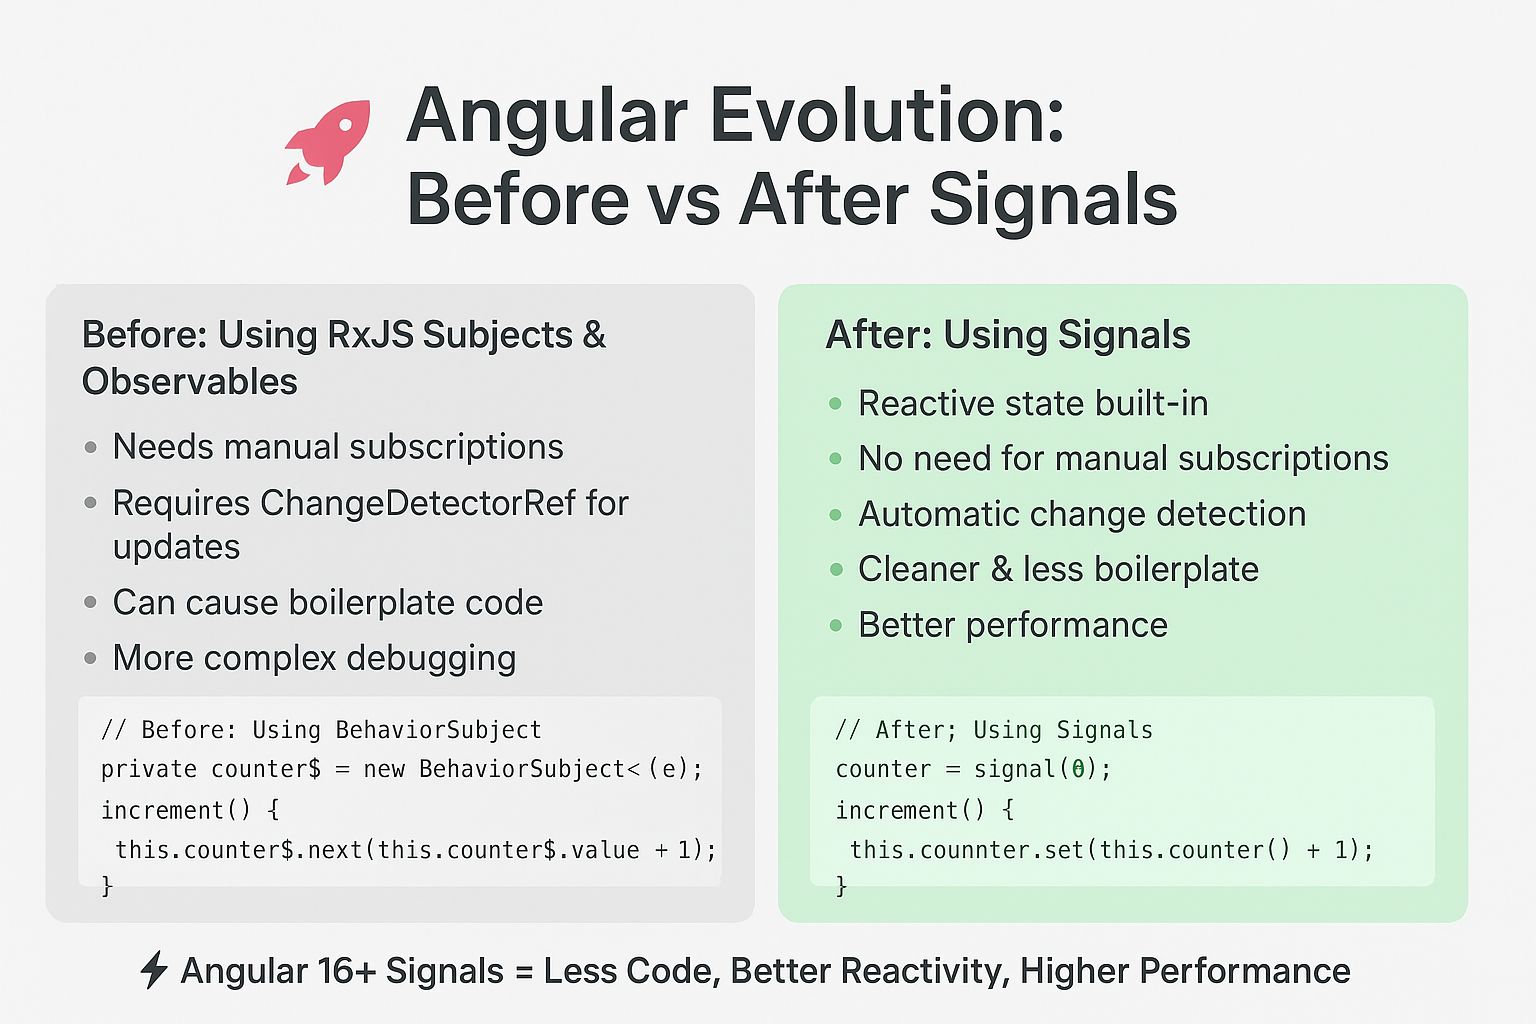 Angular Evolution:
Before vs After Signals
Before: Using RxJS Subjects &
Observables
• Needs manual subscriptions
• Requires ChangeDetectorRef for
updates
• Can cause boilerplate code
• More complex debugging
// Before: Using BehaviorSubject
private counter$ = new BehaviorSubject<(e);
increment() {
this.counter$.next(this.counter$.value + 1);
}
After: Using Signals
• Reactive state built-in
• No need for manual subscriptions
• Automatic change detection
• Cleaner & less boilerplate
• Better performance
// After; Using Signals
counter = signal(0);
increment() {
this.counnter.set(this.counter() + 1);
}
Angular 16+ Signals = Less Code, Better Reactivity, Higher Performance